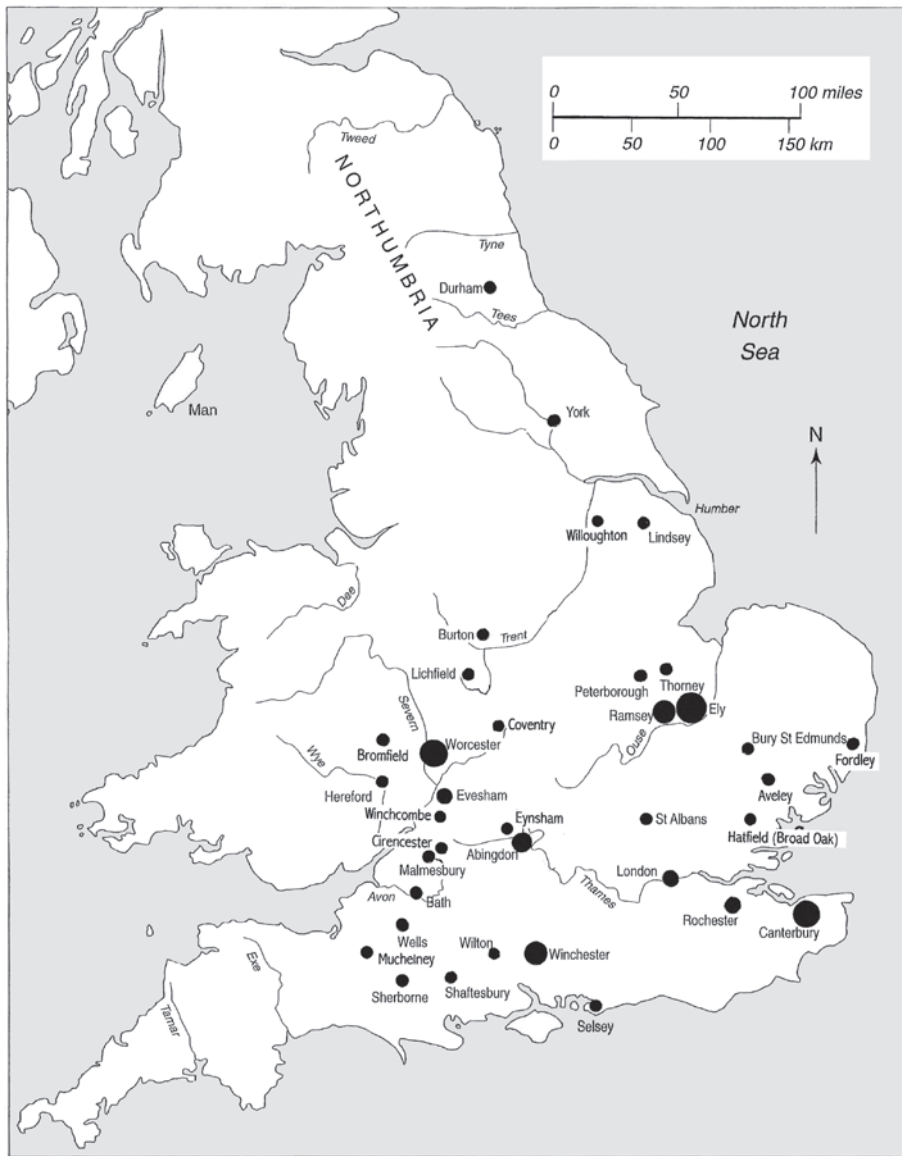 0 50 100 miles
0 50 100 150 km
Tweed
NORTHUMBRIA
Tyne
Durham
Tees
North
Sea
Man
York
N
Humber
Willoughton
Lindsey
Dee
Burton
Trent
Lichfield
Thorney
Peterborough
Ramsey
Ely
Severn
Coventry
Ouse
Bury St Edmunds
Fordley
Bromfield
Worcester
Wye
Hereford
Evesham
Aveley
Winchcombe
Eynsham
St Albans
Hatfield (Broad Oak)
Cirencester
Abingdon
Malmesbury
London
Thames
Avon
Bath
Rochester
Canterbury
Wells
Wilton
Winchester
Muchelney
Exe
Sherborne
Shaftesbury
Tamar
Selsey